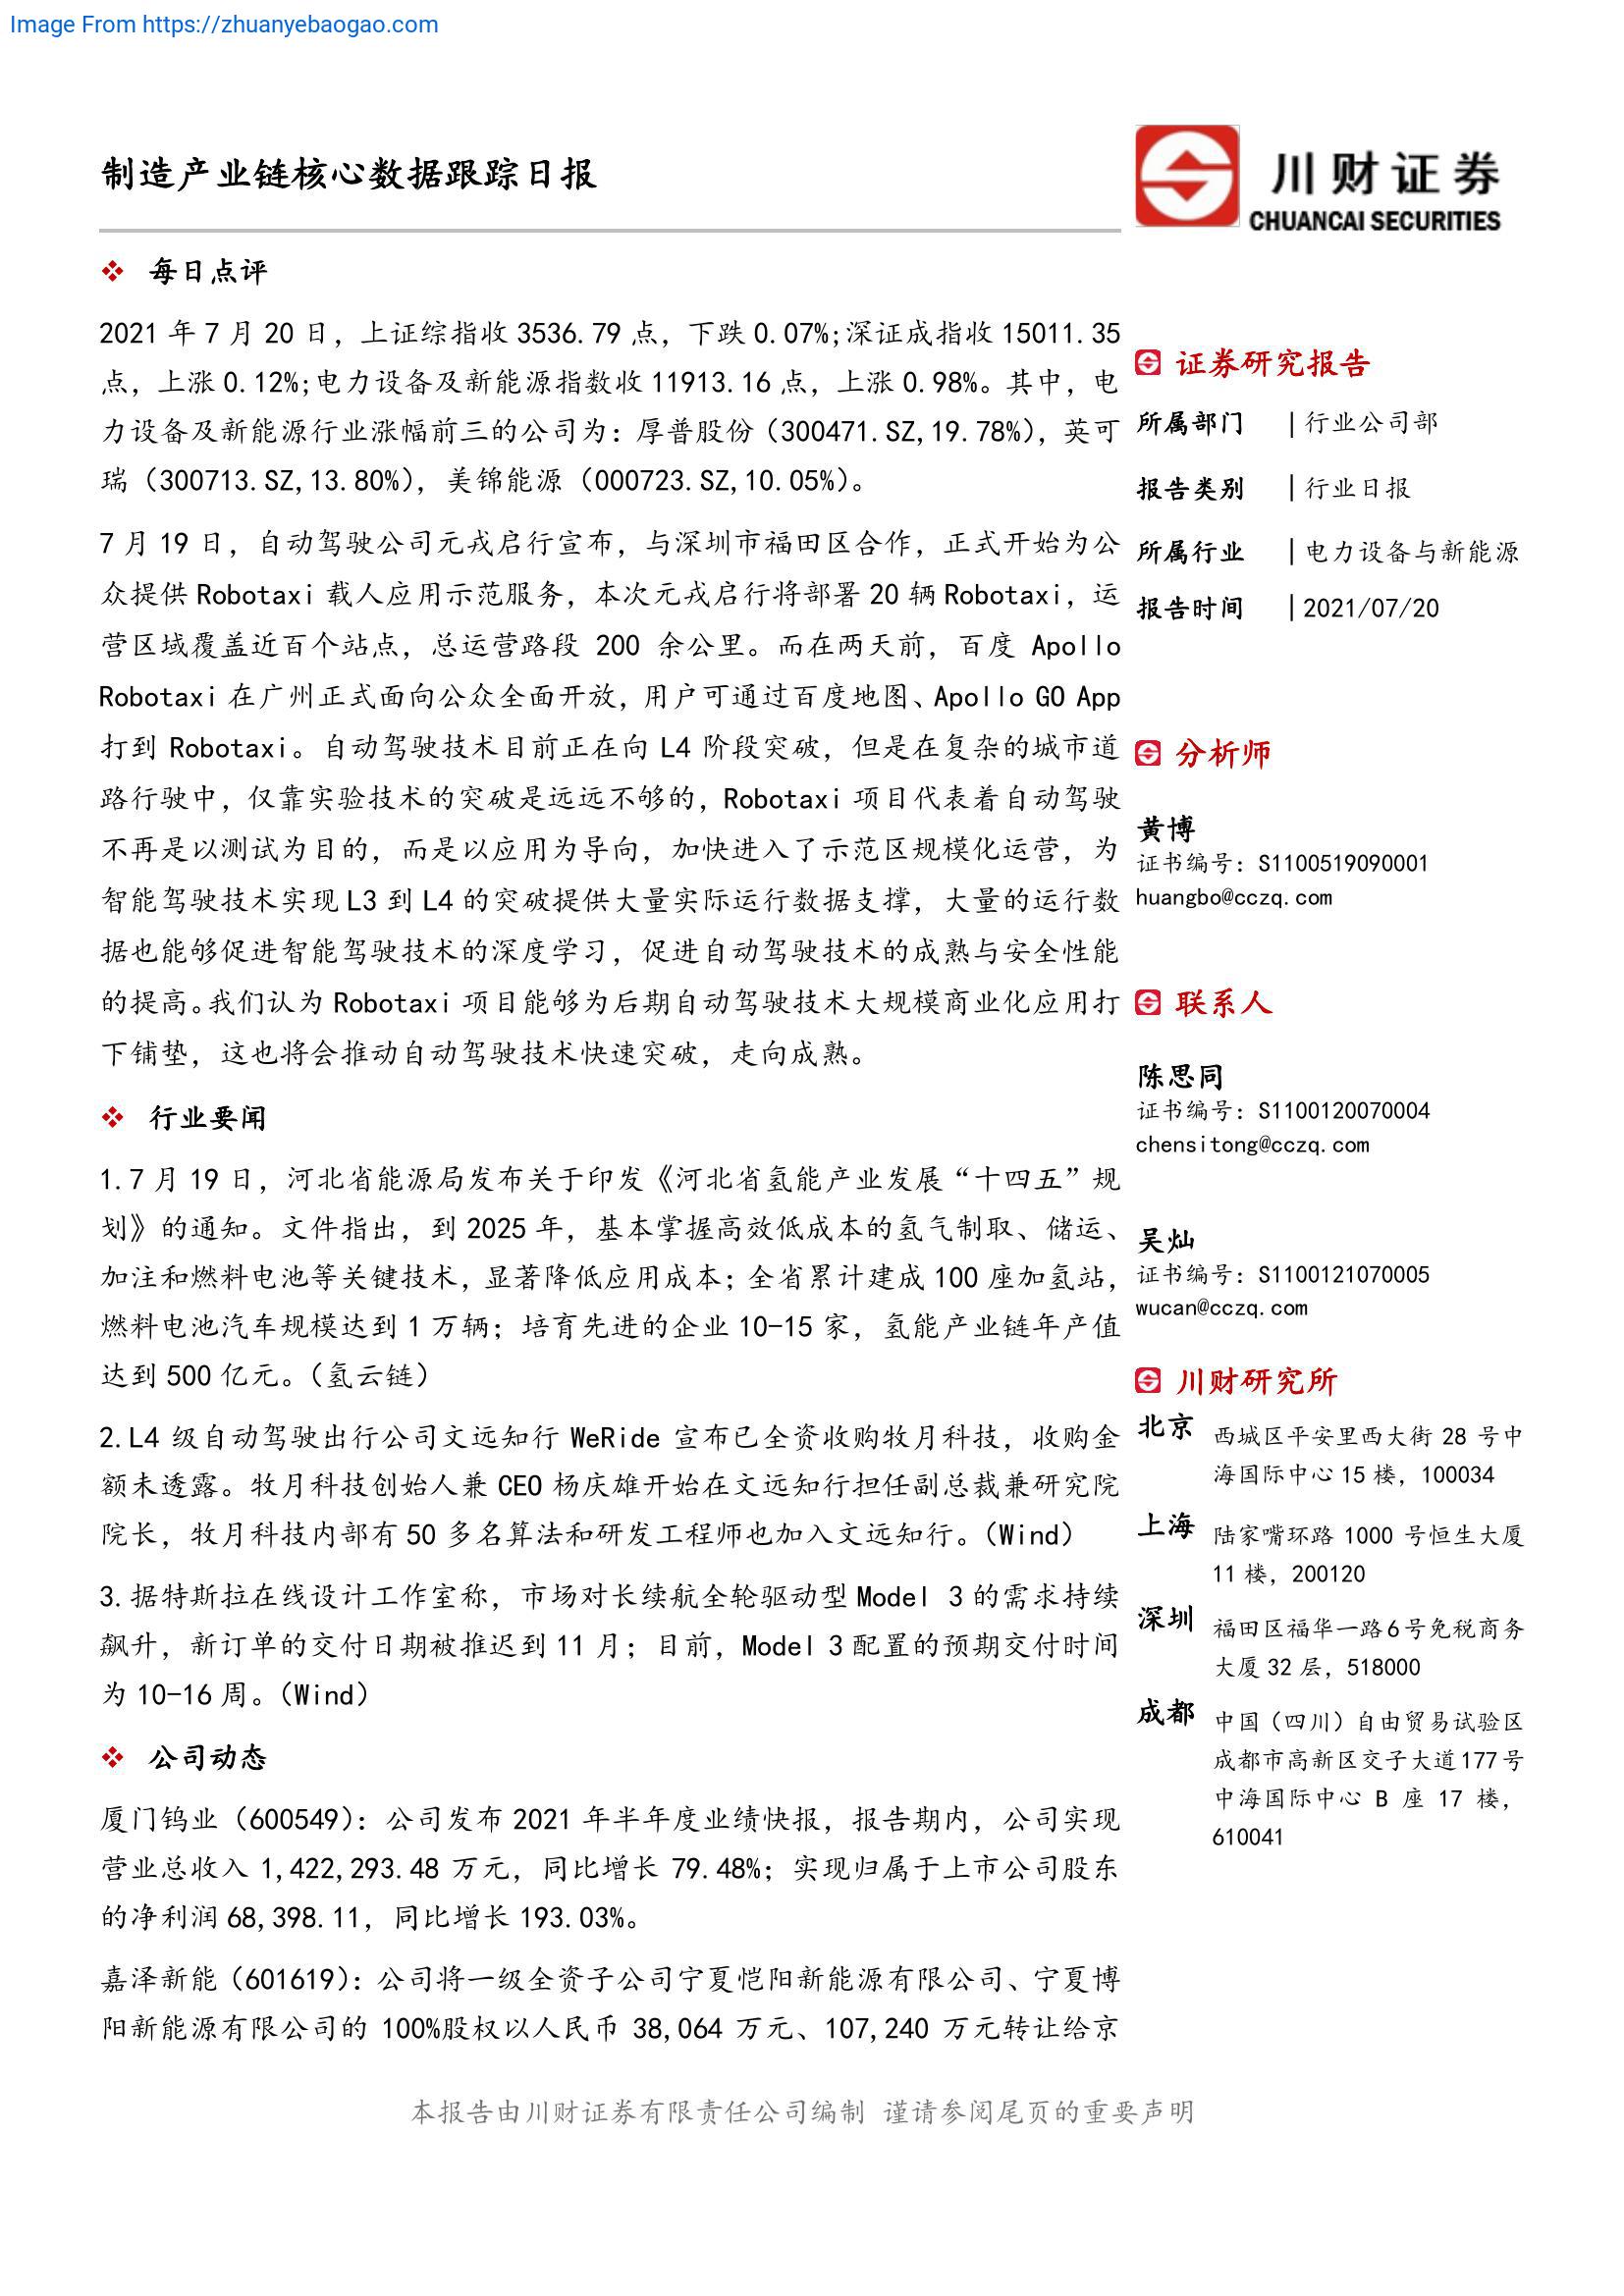 Image From https://zhuanyebaogao.com
制造产业链核心数据跟踪日报
川财证券
CHUANCAI SECURITIES
每日点评
2021 年 7 月 20 日，上证综指收 3536.79 点，下跌 0.07%;深证成指收 15011.35
点，上涨 0.12%;电力设备及新能源指数收 11913.16 点，上涨 0.98%。其中，电
力设备及新能源行业涨幅前三的公司为：厚普股份（300471.SZ,19.78%），英可
瑞（300713.SZ,13.80%），美锦能源（000723.SZ,10.05%）。
7 月 19 日，自动驾驶公司元戎启行宣布，与深圳市福田区合作，正式开始为公
众提供 Robotaxi 载人应用示范服务，本次元戎启行将部署 20 辆 Robotaxi，运
营区域覆盖近百个站点，总运营路段 200 余公里。而在两天前，百度 Apollo
Robotaxi 在广州正式面向公众全面开放，用户可通过百度地图、Apollo GO App
打到 Robotaxi。自动驾驶技术目前正在向 L4 阶段突破，但是在复杂的城市道
路行驶中，仅靠实验技术的突破是远远不够的，Robotaxi 项目代表着自动驾驶
不再是以测试为目的，而是以应用为导向，加快进入了示范区规模化运营，为
智能驾驶技术实现 L3 到 L4 的突破提供大量实际运行数据支撑，大量的运行数
据也能够促进智能驾驶技术的深度学习，促进自动驾驶技术的成熟与安全性能
的提高。我们认为 Robotaxi 项目能够为后期自动驾驶技术大规模商业化应用打
下铺垫，这也将会推动自动驾驶技术快速突破，走向成熟。
行业要闻
1.7 月 19 日，河北省能源局发布关于印发《河北省氢能产业发展“十四五”规
划》的通知。文件指出，到 2025 年，基本掌握高效低成本的氢气制取、储运、
加注和燃料电池等关键技术，显著降低应用成本；全省累计建成 100 座加氢站，
燃料电池汽车规模达到 1 万辆；培育先进的企业 10-15 家，氢能产业链年产值
达到 500 亿元。（氢云链）
2.L4 级自动驾驶出行公司文远知行 WeRide 宣布已全资收购牧月科技，收购金
额未透露。牧月科技创始人兼 CEO 杨庆雄开始在文远知行担任副总裁兼研究院
院长，牧月科技内部有 50 多名算法和研发工程师也加入文远知行。（Wind）
3.据特斯拉在线设计工作室称，市场对长续航全轮驱动型 Model 3 的需求持续
飙升，新订单的交付日期被推迟到 11 月；目前，Model 3 配置的预期交付时间
为 10-16 周。（Wind）
公司动态
厦门钨业（600549）：公司发布 2021 年半年度业绩快报，报告期内，公司实现
营业总收入 1,422,293.48 万元，同比增长 79.48%；实现归属于上市公司股东
的净利润 68,398.11，同比增长 193.03%。
嘉泽新能（601619）：公司将一级全资子公司宁夏恺阳新能源有限公司、宁夏博
阳新能源有限公司的 100%股权以人民币 38,064 万元、107,240 万元转让给京
证券研究报告
所属部门 | 行业公司部
报告类别 | 行业日报
所属行业 | 电力设备与新能源
报告时间 | 2021/07/20
分析师
黄博
证书编号：S1100519090001
huangbo@cczq.com
联系人
陈思同
证书编号：S1100120070004
chensitong@cczq.com
吴灿
证书编号：S1100121070005
wucan@cczq.com
川财研究所
北京 西城区平安里西大街 28 号中
海国际中心 15 楼，100034
上海 陆家嘴环路 1000 号恒生大厦
11 楼，200120
深圳 福田区福华一路 6 号免税商务
大厦 32 层，518000
成都 中国（四川）自由贸易试验区
成都市高新区交子大道 177 号
中海国际中心 B 座 17 楼，
610041
本报告由川财证券有限责任公司编制 谨请参阅尾页的重要声明